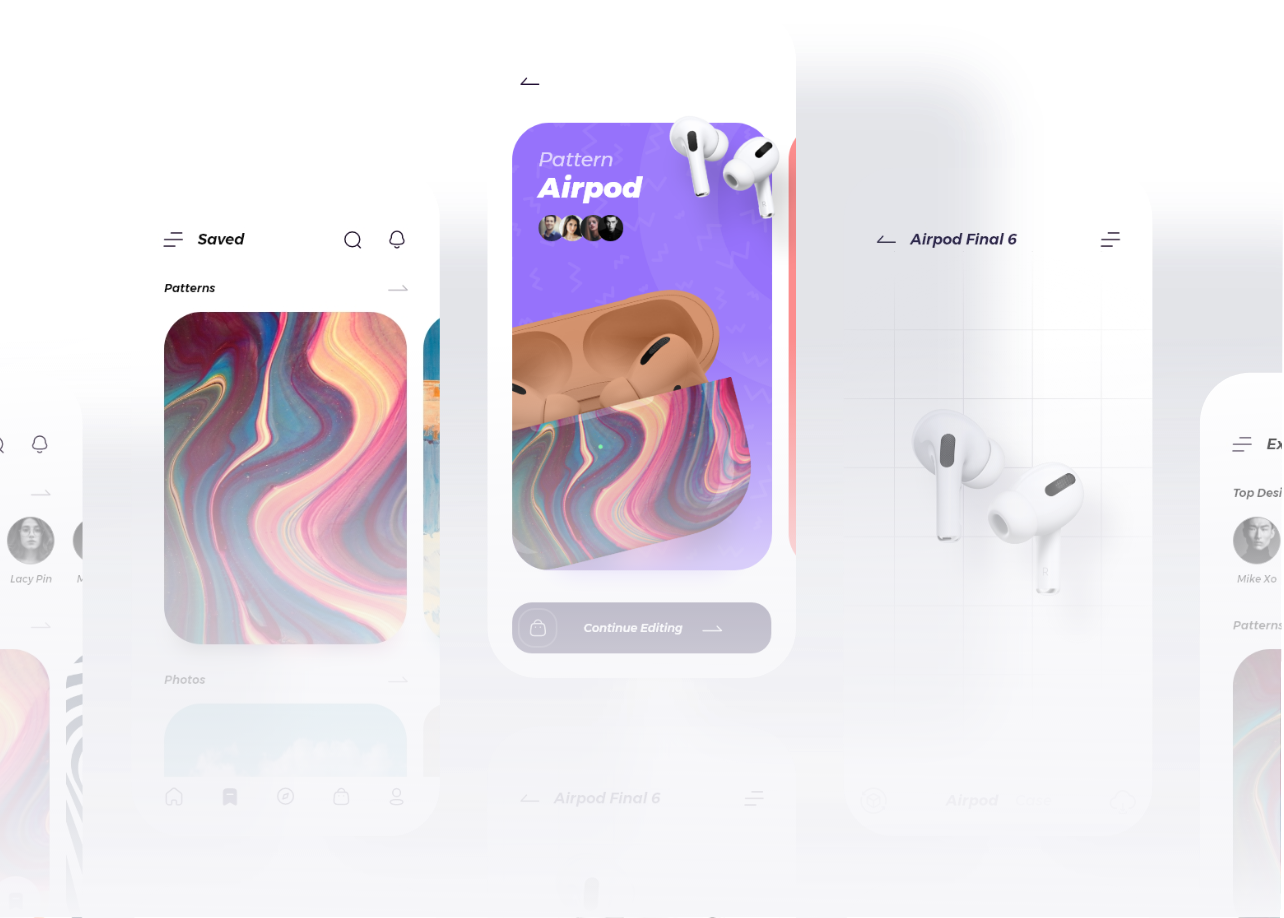 Lacy Pin
Saved
Patterns
Photos
Pattern
Airpod
Continue Editing
Airpod Final 6
Airpod Final 6
Airpod Case
Ex
Top Desi
Mike Xo
Patterns